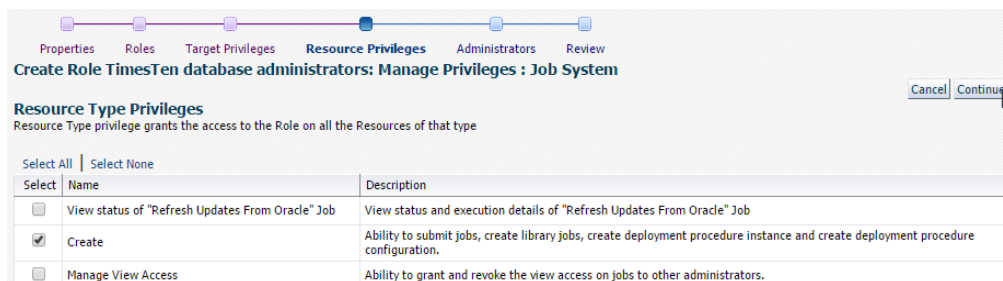 Properties Roles Target Privileges Resource Privileges Administrators Review
Create Role TimesTen database administrators: Manage Privileges : Job System
Cancel Continue
Resource Type Privileges
Resource Type privilege grants the access to the Role on all the Resources of that type
Select All | Select None
Select Name Description
View status of "Refresh Updates From Oracle" Job View status and execution details of "Refresh Updates From Oracle" Job
Create Ability to submit jobs, create library jobs, create deployment procedure instance and create deployment procedure
configuration.
Manage View Access Ability to grant and revoke the view access on jobs to other administrators.